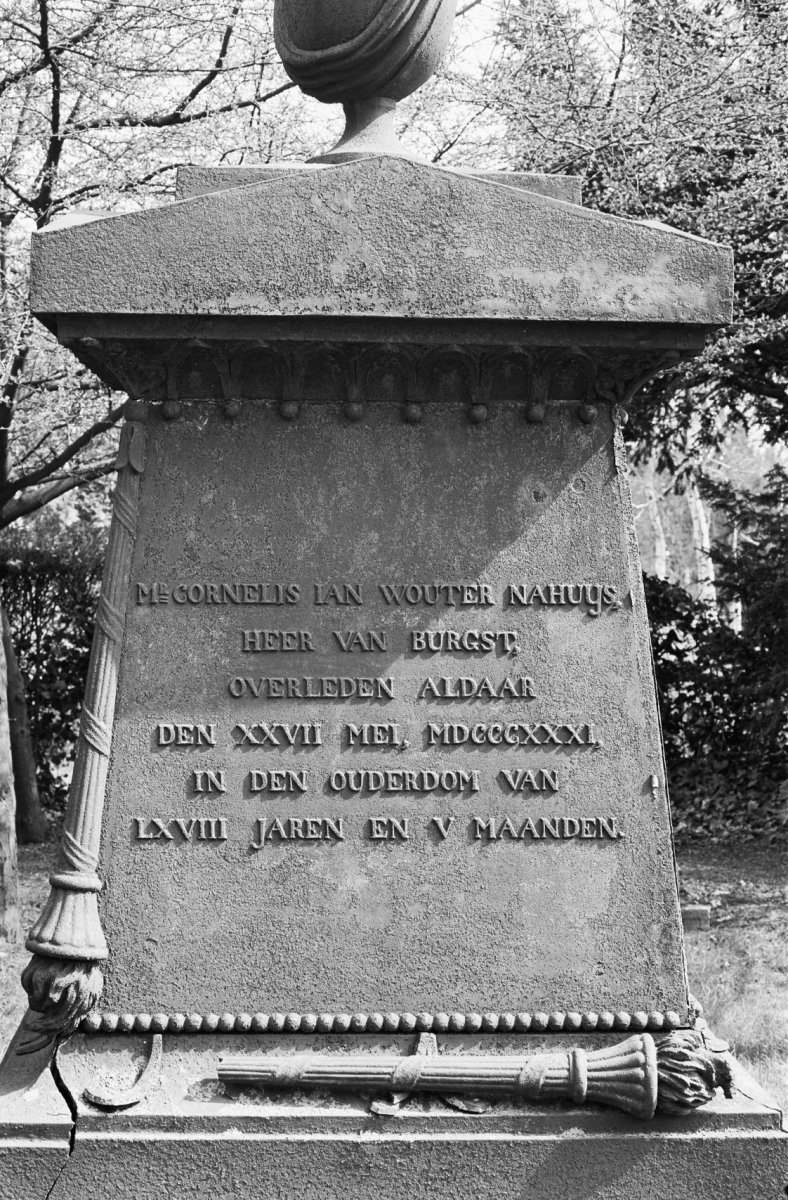 MR. CORNELIS IAN WOUTER NAHUIJS,
HEER VAN BURGST,
OVERLEDEN ALDAAR
DEN XXVII MEI, MDCCCXXXI.
IN DEN OUDERDOM VAN
LXVIII JAREN EN V MAANDEN.